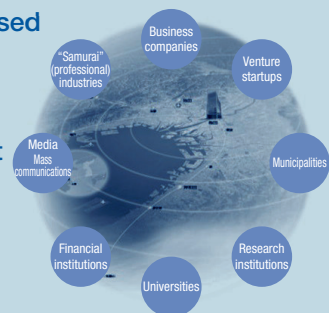 sed
Business
companies
"Samurai"
(professional)
industries
Venture
startups
Media
Mass
communications
Municipalities
Financial
institutions
Research
institutions
Universities